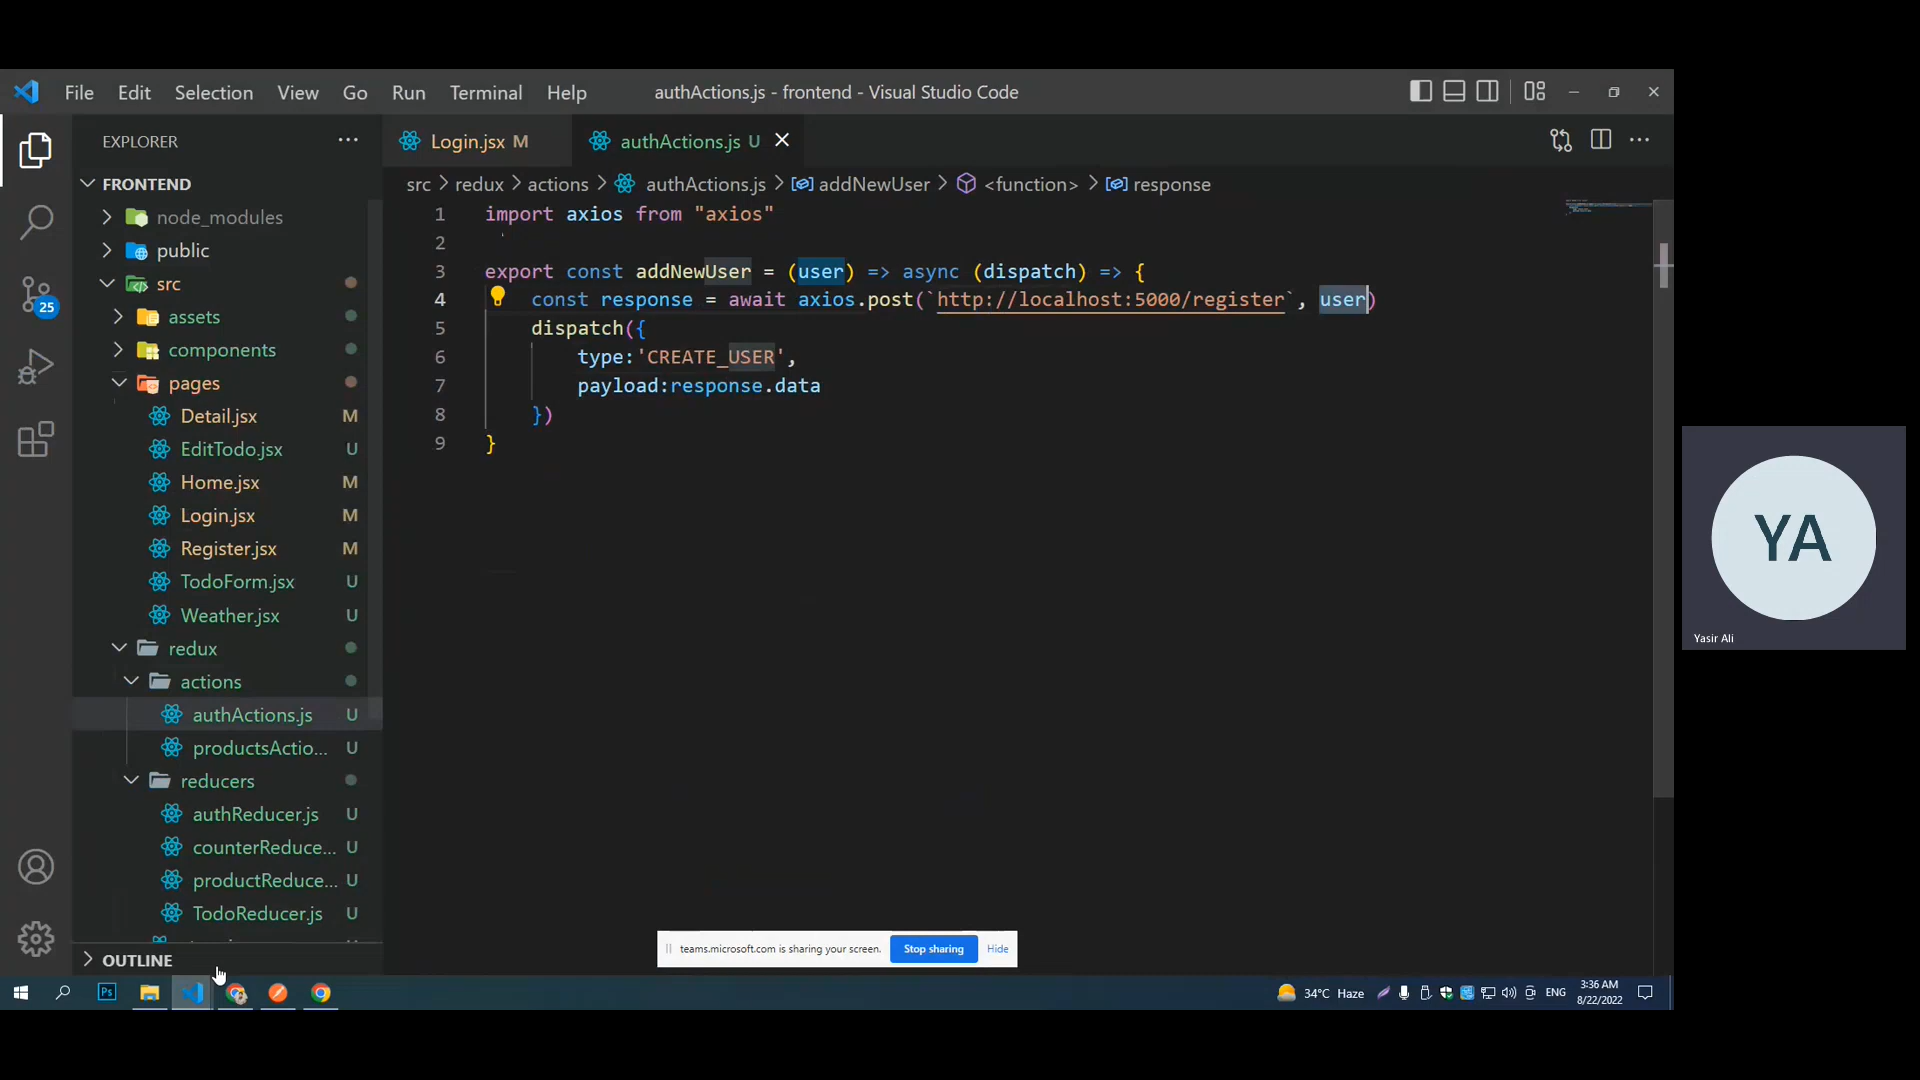 File Edit Selection View Go Run Terminal Help authActions.js - frontend - Visual Studio Code
EXPLORER
Login.jsx M
authActions.js U
FRONTEND
src > redux > actions > authActions.js > addNewUser > <function> > response
node_modules
public
src
assets
components
pages
Detail.jsx M
EditTodo.jsx U
Home.jsx M
Login.jsx M
Register.jsx M
TodoForm.jsx U
Weather.jsx U
redux
actions
authActions.js U
productsActio... U
reducers
authReducer.js U
counterReduce... U
productReduce... U
TodoReducer.js U
OUTLINE
25
1 import axios from "axios"
2
3 export const addNewUser = (user) => async (dispatch) => {
4 const response = await axios.post(`http://localhost:5000/register`, user)
5 dispatch({
6 type:'CREATE_USER',
7 payload:response.data
8 })
9 }
YA
Yasir Ali
teams.microsoft.com is sharing your screen. Stop sharing Hide
Ps
34°C Haze
ENG
3:36 AM
8/22/2022